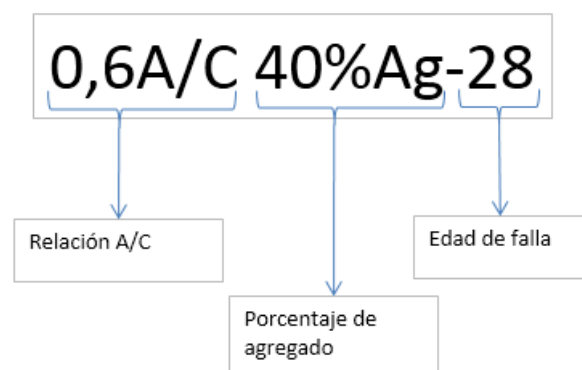 0,6A/C 40%Ag-28
Relación A/C
Edad de falla
Porcentaje de
agregado